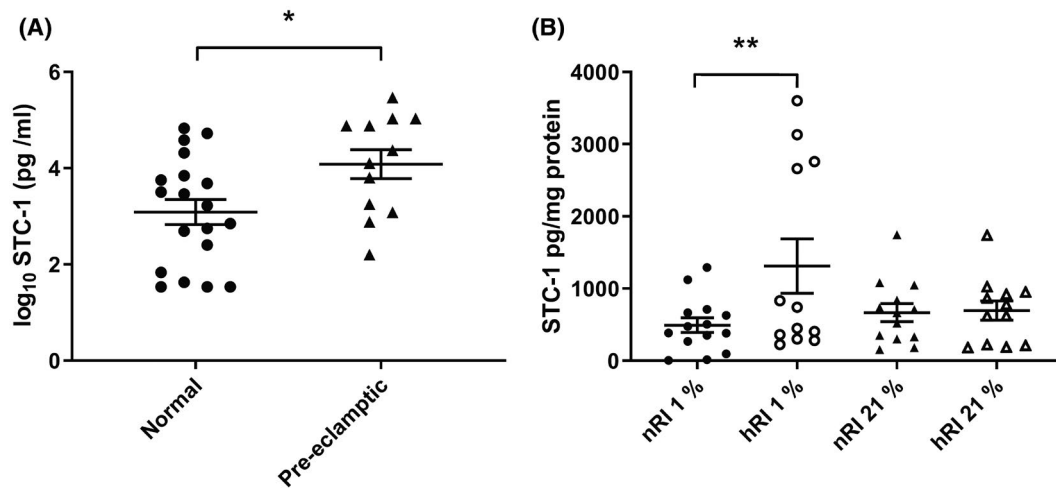 (A)
*
log₁₀ STC-1 (pg /ml)
6
4
2
0
Normal
Pre-eclamptic
(B)
**
STC-1 pg/mg protein
4000
3000
2000
1000
0
nRI 1 %
hRI 1 %
nRI 21 %
hRI 21 %